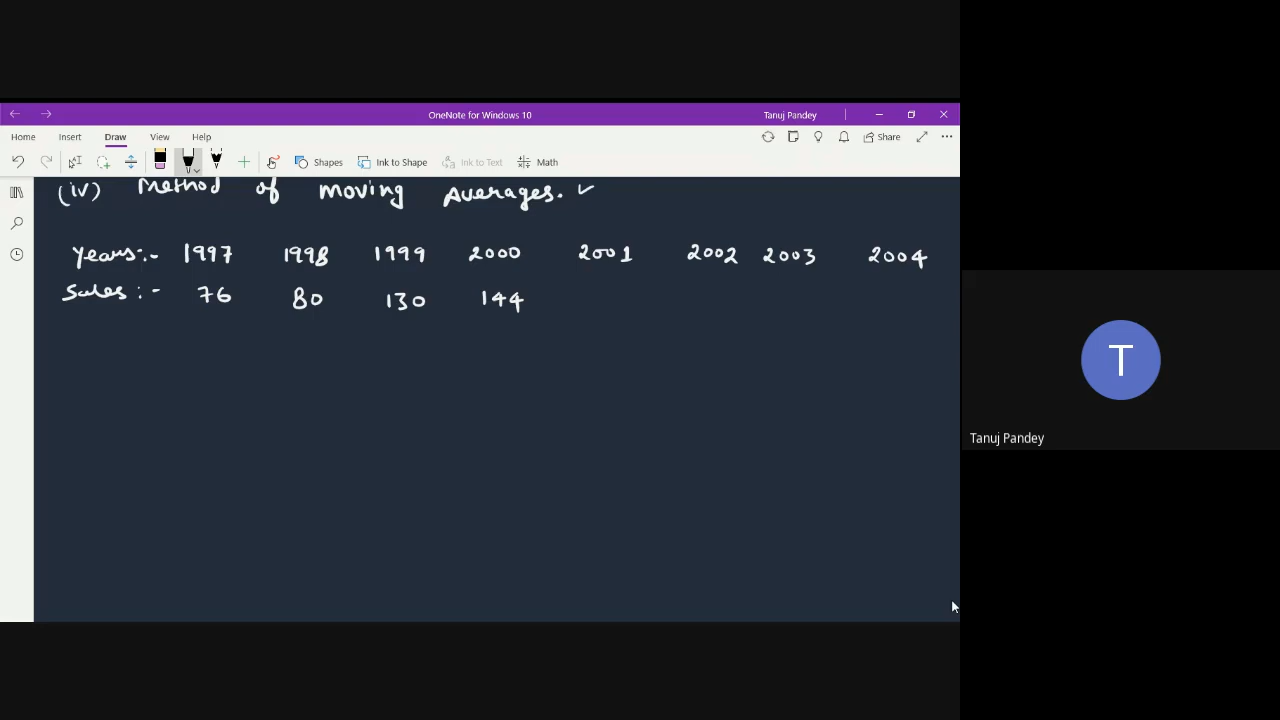 OneNote for Windows 10
Tanuj Pandey
Home Insert Draw View Help
Share
Shapes Ink to Shape Ink to Text Math
(iv) Method of moving Averages. ✓
Years:- 1997 1998 1999 2000 2001 2002 2003 2004
Sales:- 76 80 130 144
T
Tanuj Pandey